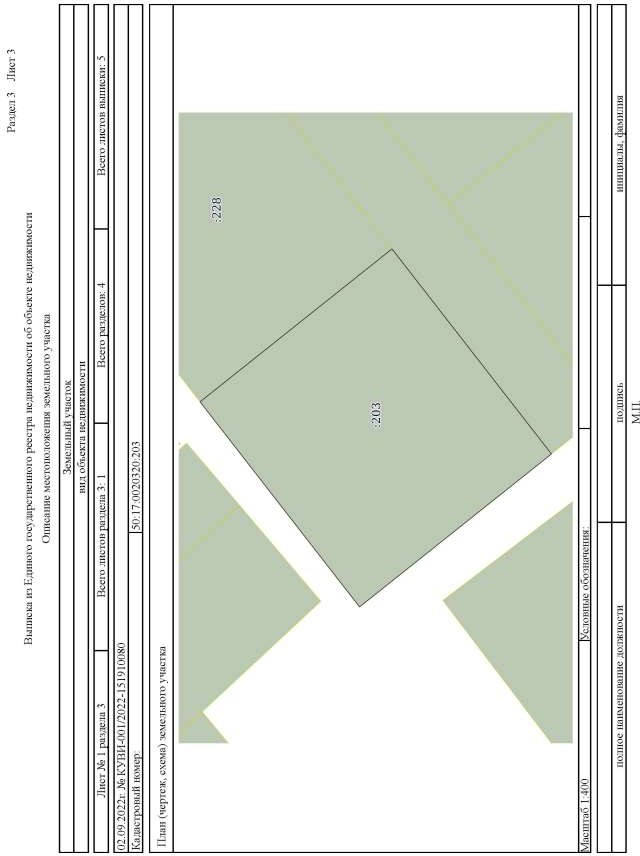 Раздел 3 Лист 3
Выписка из Единого государственного реестра недвижимости об объекте недвижимости
Описание местоположения земельного участка
Земельный участок
вид объекта недвижимости
Лист № 1 раздела 3 Всего листов раздела 3: 1 Всего разделов: 4 Всего листов выписки: 5
02.09.2022г. № КУВИ-001/2022-151910080
Кадастровый номер: 50:17:0020320:203
План (чертеж, схема) земельного участка
:228
:203
Масштаб 1:400 Условные обозначения:
полное наименование должности подпись инициалы, фамилия
М.П.